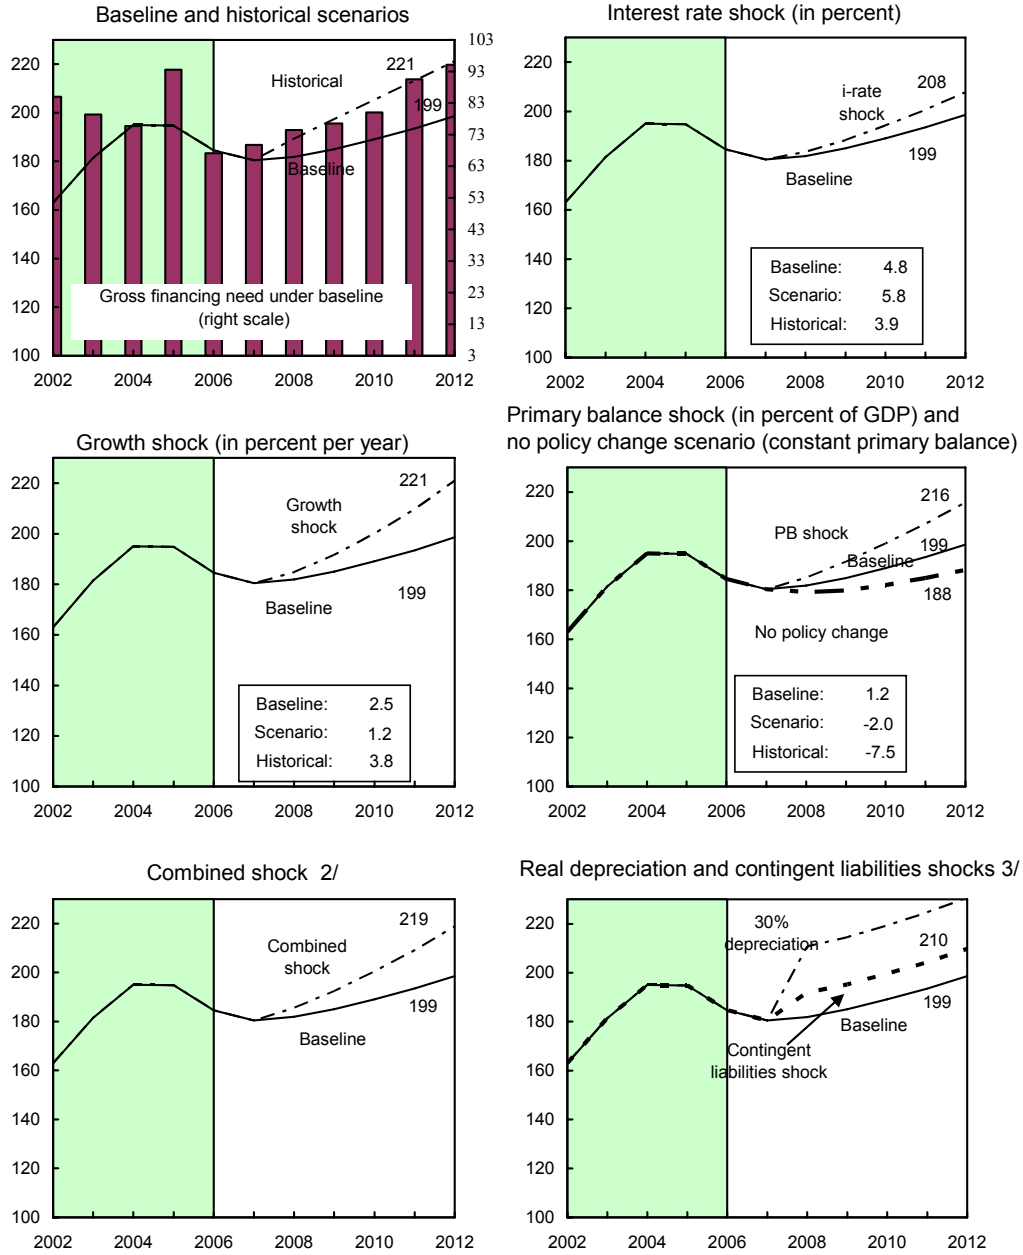 Baseline and historical scenarios
220
200
180
160
140
120
100
103
93
83
73
63
53
43
33
23
13
3
221
Historical
199
Baseline
Gross financing need under baseline
(right scale)
2002 2004 2006 2008 2010 2012
Interest rate shock (in percent)
220
200
180
160
140
120
100
i-rate
shock
208
199
Baseline
Baseline: 4.8
Scenario: 5.8
Historical: 3.9
2002 2004 2006 2008 2010 2012
Growth shock (in percent per year)
220
200
180
160
140
120
100
221
Growth
shock
199
Baseline
Baseline: 2.5
Scenario: 1.2
Historical: 3.8
2002 2004 2006 2008 2010 2012
Primary balance shock (in percent of GDP) and
no policy change scenario (constant primary balance)
220
200
180
160
140
120
100
216
PB shock
199
Baseline
188
No policy change
Baseline: 1.2
Scenario: -2.0
Historical: -7.5
2002 2004 2006 2008 2010 2012
Combined shock 2/
220
200
180
160
140
120
100
219
Combined
shock
199
Baseline
2002 2004 2006 2008 2010 2012
Real depreciation and contingent liabilities shocks 3/
220
200
180
160
140
120
100
30%
depreciation
210
199
Baseline
Contingent
liabilities shock
2002 2004 2006 2008 2010 2012